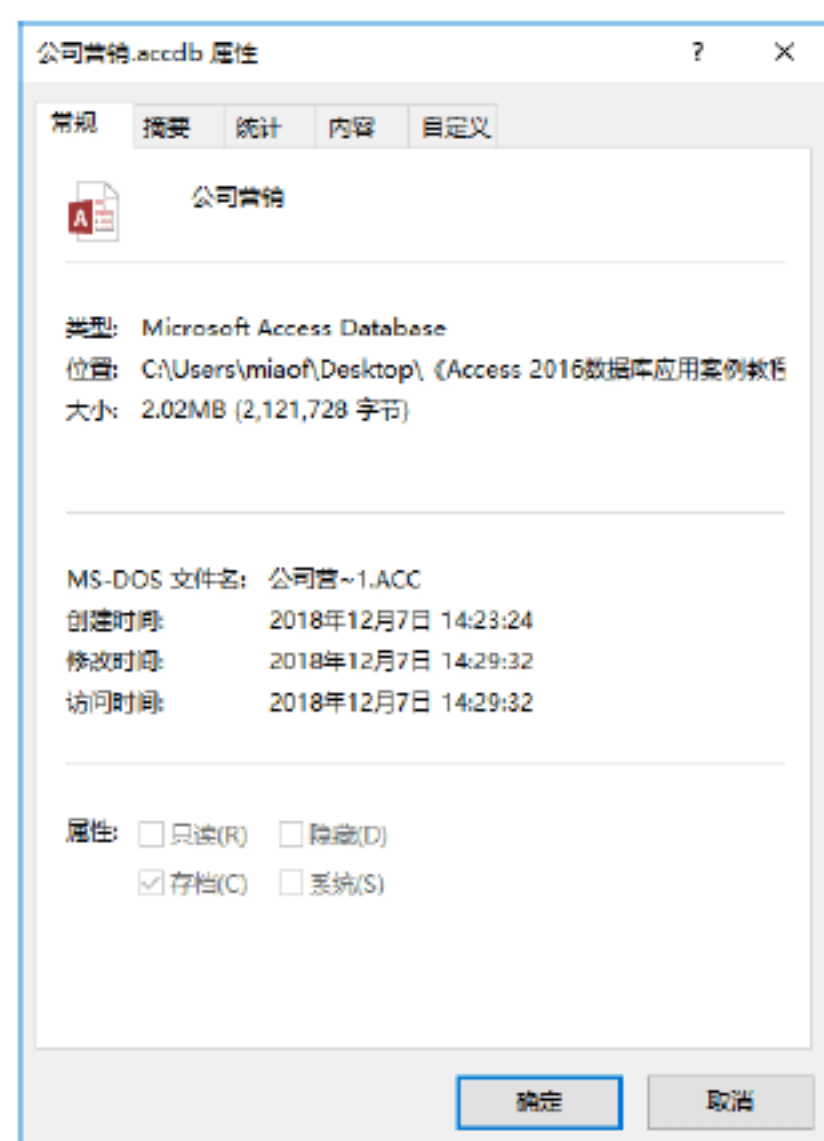 公司营销.accdb 属性 ? ×
常规 摘要 统计 内容 自定义
公司营销
类型: Microsoft Access Database
位置: C:\Users\miaof\Desktop\《Access 2016数据库应用案例教程
大小: 2.02MB (2,121,728 字节)
MS-DOS 文件名: 公司营~1.ACC
创建时间: 2018年12月7日 14:23:24
修改时间: 2018年12月7日 14:29:32
访问时间: 2018年12月7日 14:29:32
属性: 只读(R) 隐藏(D)
存档(C) 系统(S)
确定 取消